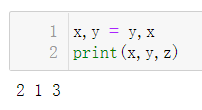 1 x,y = y,x
2 print(x,y,z)
2 1 3